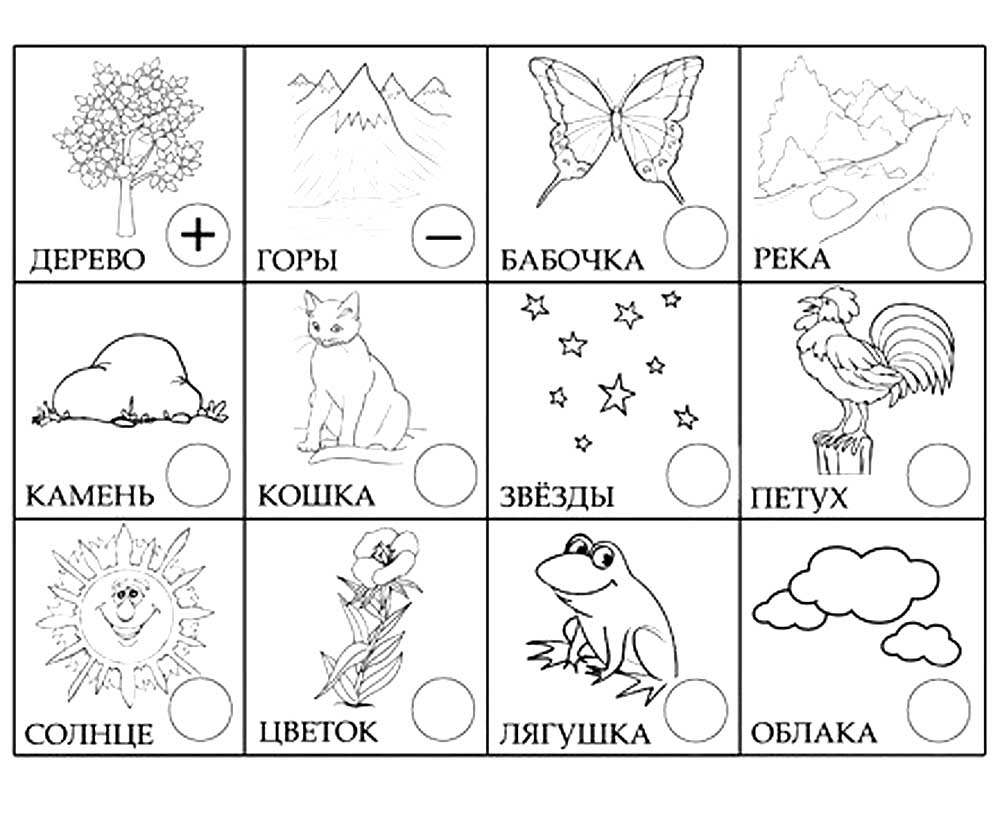 ДЕРЕВО +
ГОРЫ −
БАБОЧКА
РЕКА
КАМЕНЬ
КОШКА
ЗВЁЗДЫ
ПЕТУХ
СОЛНЦЕ
ЦВЕТОК
ЛЯГУШКА
ОБЛАКА